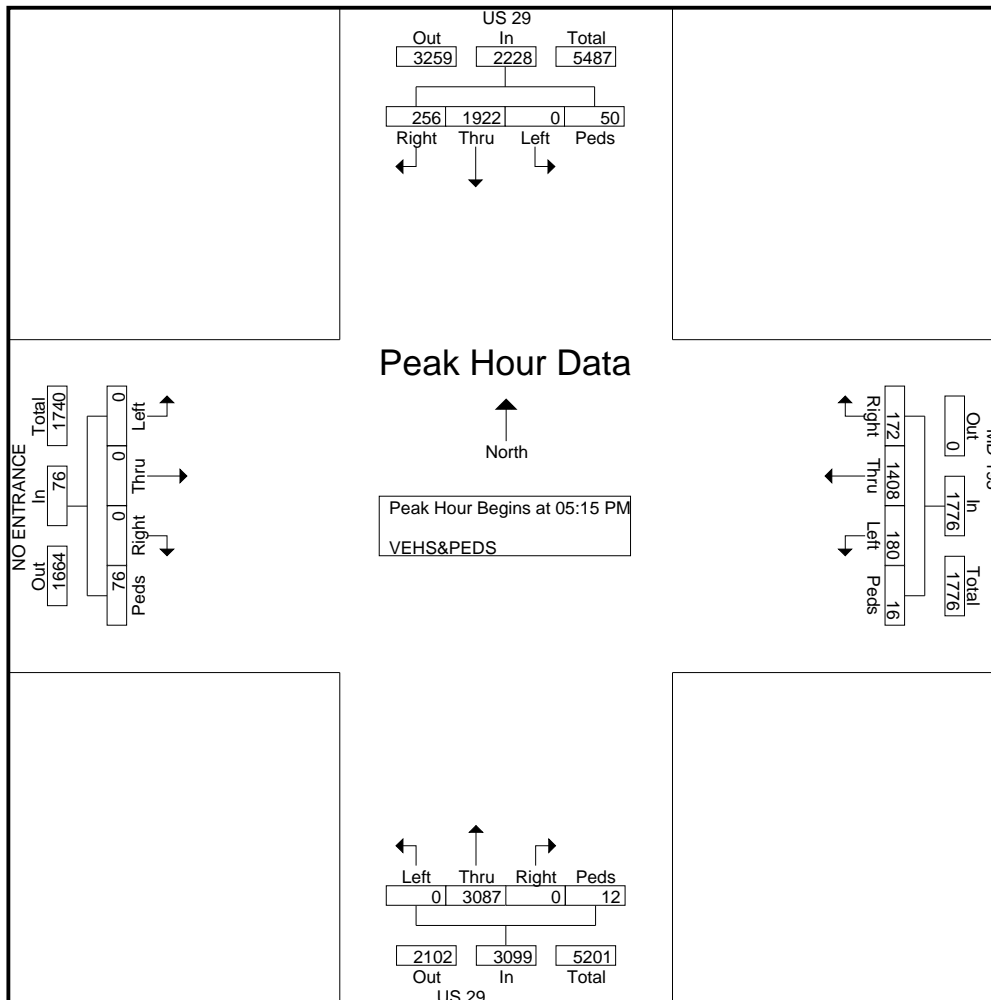 US 29
Out In Total
3259 2228 5487
256 1922 0 50
Right Thru Left Peds
Peak Hour Data
North
Peak Hour Begins at 05:15 PM
VEHS&PEDS
NO ENTRANCE
Total In Out
1740 76 1664
0 0 0 76
Left Thru Right Peds
Right Thru Left Peds
172 1408 180 16
Out In Total
0 1776 1776
Left Thru Right Peds
0 3087 0 12
2102 3099 5201
Out In Total
US 29